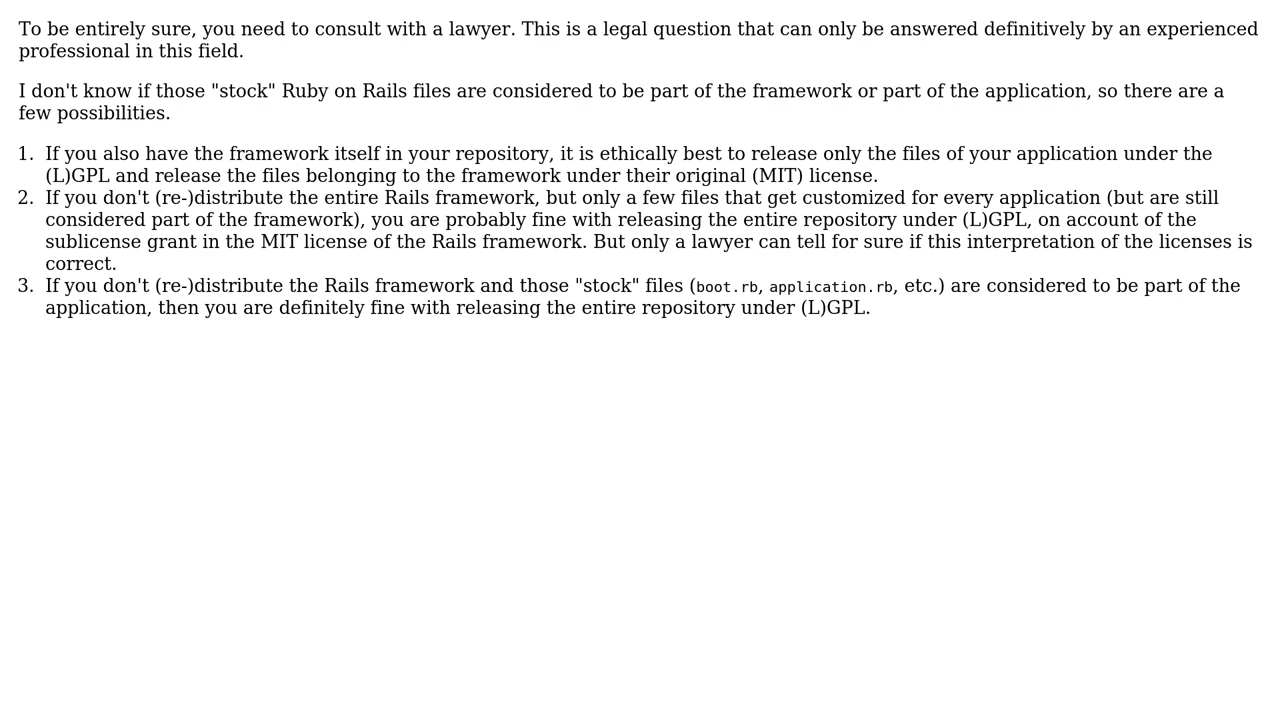 To be entirely sure, you need to consult with a lawyer. This is a legal question that can only be answered definitively by an experienced
professional in this field.
I don't know if those "stock" Ruby on Rails files are considered to be part of the framework or part of the application, so there are a
few possibilities.
1. If you also have the framework itself in your repository, it is ethically best to release only the files of your application under the
(L)GPL and release the files belonging to the framework under their original (MIT) license.
2. If you don't (re-)distribute the entire Rails framework, but only a few files that get customized for every application (but are still
considered part of the framework), you are probably fine with releasing the entire repository under (L)GPL, on account of the
sublicense grant in the MIT license of the Rails framework. But only a lawyer can tell for sure if this interpretation of the licenses is
correct.
3. If you don't (re-)distribute the Rails framework and those "stock" files (boot.rb, application.rb, etc.) are considered to be part of the
application, then you are definitely fine with releasing the entire repository under (L)GPL.